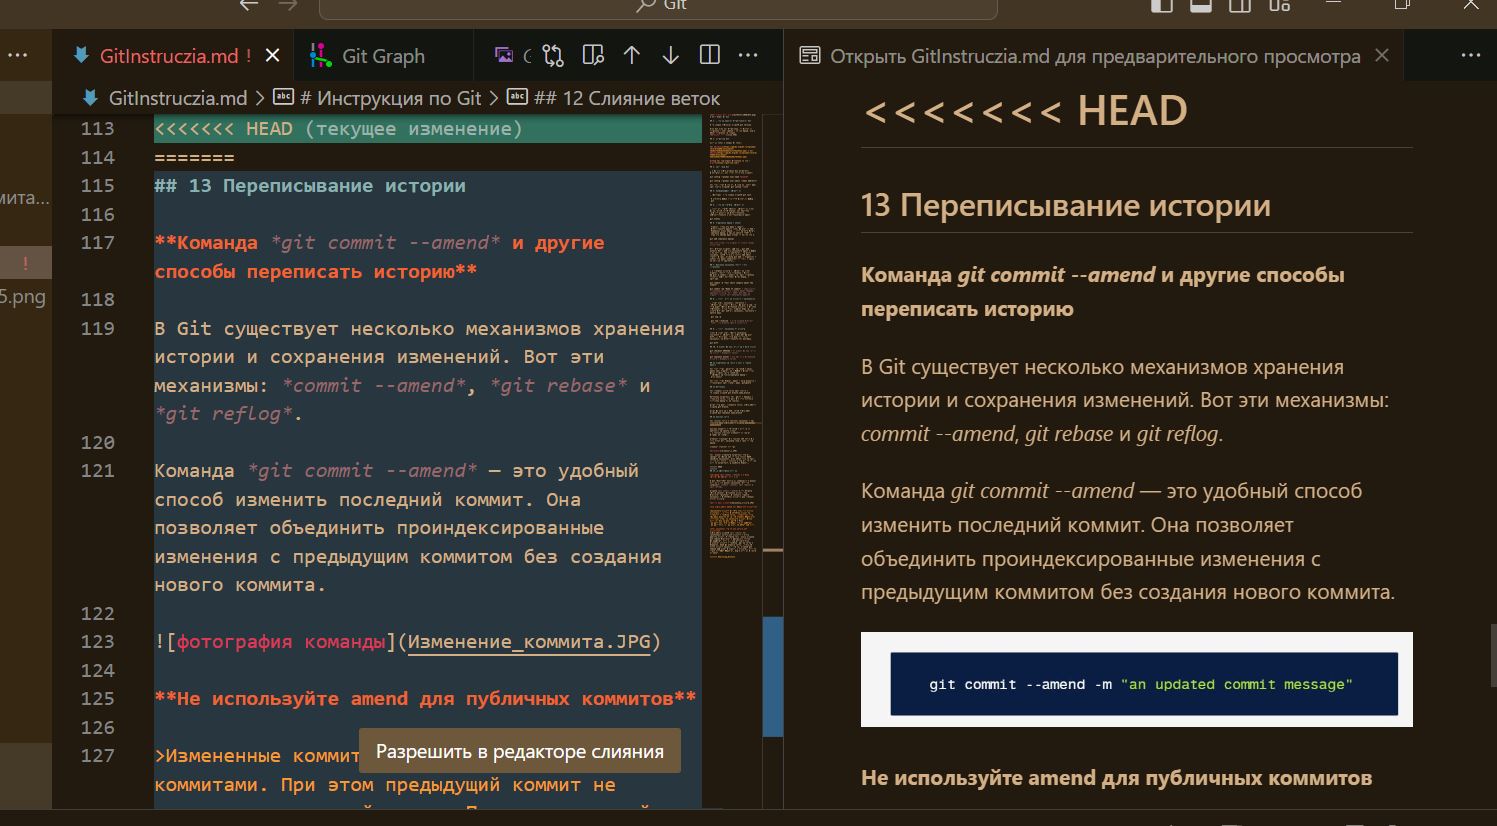 Git
GitInstruczia.md !
Git Graph
Открыть GitInstruczia.md для предварительного просмотра
GitInstruczia.md > # Инструкция по Git > ## 12 Слияние веток
113 <<<<<<< HEAD (текущее изменение)
114 =======
115 ## 13 Переписывание истории
116
117 **Команда *git commit --amend* и другие
способы переписать историю**
118
119 В Git существует несколько механизмов хранения
истории и сохранения изменений. Вот эти
механизмы: *commit --amend*, *git rebase* и
*git reflog*.
120
121 Команда *git commit --amend* — это удобный
способ изменить последний коммит. Она
позволяет объединить проиндексированные
изменения с предыдущим коммитом без создания
нового коммита.
122
123 ![фотография команды](Изменение_коммита.JPG)
124
125 **Не используйте amend для публичных коммитов**
126
127 >Измененные коммит
коммитами. При этом предыдущий коммит не
Разрешить в редакторе слияния
мита...
!
5.png
<<<<<<< HEAD
13 Переписывание истории
Команда git commit --amend и другие способы
переписать историю
В Git существует несколько механизмов хранения
истории и сохранения изменений. Вот эти механизмы:
commit --amend, git rebase и git reflog.
Команда git commit --amend — это удобный способ
изменить последний коммит. Она позволяет
объединить проиндексированные изменения с
предыдущим коммитом без создания нового коммита.
git commit --amend -m "an updated commit message"
Не используйте amend для публичных коммитов